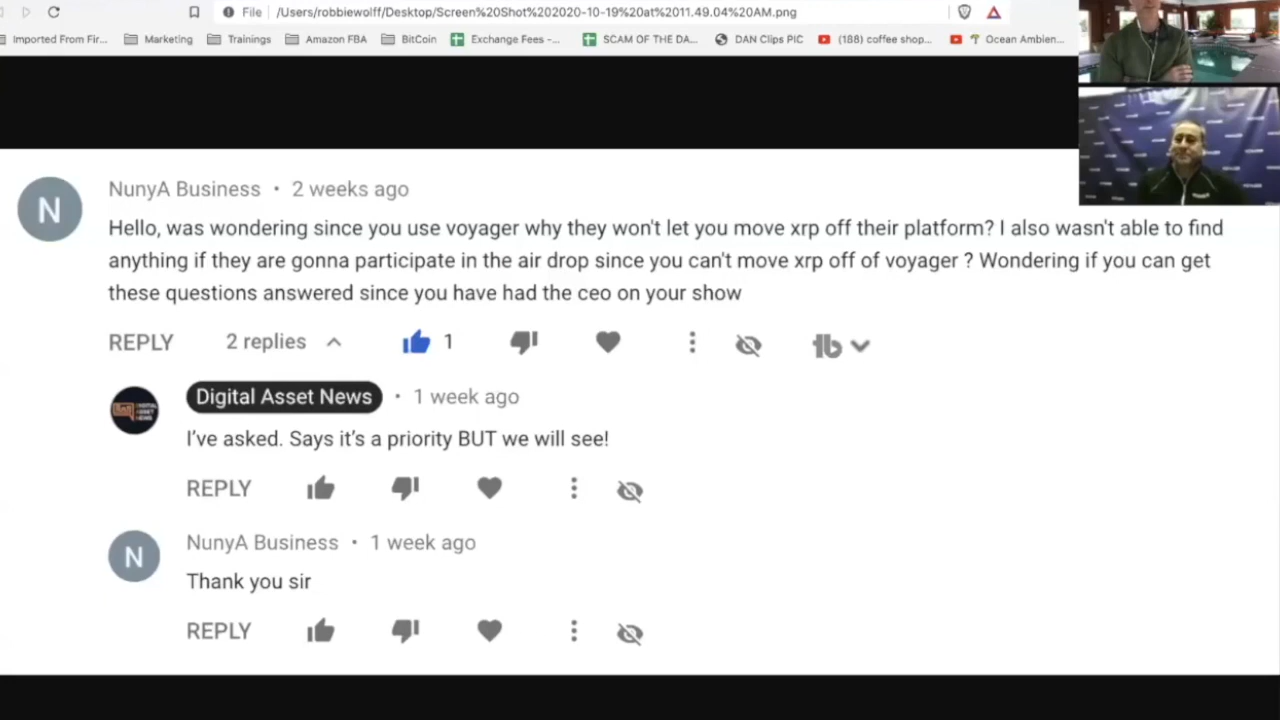 File /Users/robbiewolff/Desktop/Screen%20Shot%202020-10-19%20at%2011.49.04%20AM.png
Imported From Fir... Marketing Trainings Amazon FBA BitCoin Exchange Fees -... SCAM OF THE DA... DAN Clips PIC (188) coffee shop... Ocean Ambien...
N
NunyA Business • 2 weeks ago
Hello, was wondering since you use voyager why they won't let you move xrp off their platform? I also wasn't able to find
anything if they are gonna participate in the air drop since you can't move xrp off of voyager ? Wondering if you can get
these questions answered since you have had the ceo on your show
REPLY 2 replies 1
Digital Asset News • 1 week ago
I've asked. Says it's a priority BUT we will see!
REPLY
N
NunyA Business • 1 week ago
Thank you sir
REPLY